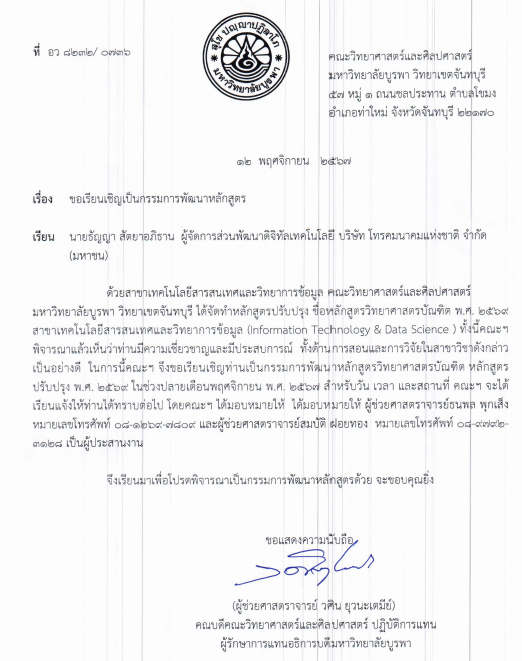 สุโข ปญฺญาปฏิลาโภ
มหาวิทยาลัยบูรพา
ที่ อว ๘๒๓๒/ ๐๗๓๖
คณะวิทยาศาสตร์และศิลปศาสตร์
มหาวิทยาลัยบูรพา วิทยาเขตจันทบุรี
๕๗ หมู่ ๑ ถนนชลประทาน ตำบลโขมง
อำเภอท่าใหม่ จังหวัดจันทบุรี ๒๒๑๗๐
๑๒ พฤศจิกายน ๒๕๖๗
เรื่อง ขอเรียนเชิญเป็นกรรมการพัฒนาหลักสูตร
เรียน นายธัญญา สัตยาอภิธาน ผู้จัดการส่วนพัฒนาดิจิทัลเทคโนโลยี บริษัท โทรคมนาคมแห่งชาติ จำกัด
(มหาชน)
ด้วยสาขาเทคโนโลยีสารสนเทศและวิทยาการข้อมูล คณะวิทยาศาสตร์และศิลปศาสตร์
มหาวิทยาลัยบูรพา วิทยาเขตจันทบุรี ได้จัดทำหลักสูตรปรับปรุง ชื่อหลักสูตรวิทยาศาสตรบัณฑิต พ.ศ. ๒๕๖๙
สาขาเทคโนโลยีสารสนเทศและวิทยาการข้อมูล (Information Technology & Data Science ) ทั้งนี้คณะฯ
พิจารณาแล้วเห็นว่าท่านมีความเชี่ยวชาญและมีประสบการณ์ ทั้งด้านการสอนและการวิจัยในสาขาวิชาดังกล่าว
เป็นอย่างดี ในการนี้คณะฯ จึงขอเรียนเชิญท่านเป็นกรรมการพัฒนาหลักสูตรวิทยาศาสตรบัณฑิต หลักสูตร
ปรับปรุง พ.ศ. ๒๕๖๙ ในช่วงปลายเดือนพฤศจิกายน พ.ศ. ๒๕๖๗ สำหรับวัน เวลา และสถานที่ คณะฯ จะได้
เรียนแจ้งให้ท่านได้ทราบต่อไป โดยคณะฯ ได้มอบหมายให้ ได้มอบหมายให้ ผู้ช่วยศาสตราจารย์ธนพล พุกเส็ง
หมายเลขโทรศัพท์ ๐๘-๑๒๖๙-๗๘๐๙ และผู้ช่วยศาสตราจารย์สมบัติ ฝอยทอง หมายเลขโทรศัพท์ ๐๘-๙๗๙๒-
๓๑๒๘ เป็นผู้ประสานงาน
จึงเรียนมาเพื่อโปรดพิจารณาเป็นกรรมการพัฒนาหลักสูตรด้วย จะขอบคุณยิ่ง
ขอแสดงความนับถือ
(ผู้ช่วยศาสตราจารย์ วศิน ยุวนะเตมีย์)
คณบดีคณะวิทยาศาสตร์และศิลปศาสตร์ ปฏิบัติการแทน
ผู้รักษาการแทนอธิการบดีมหาวิทยาลัยบูรพา